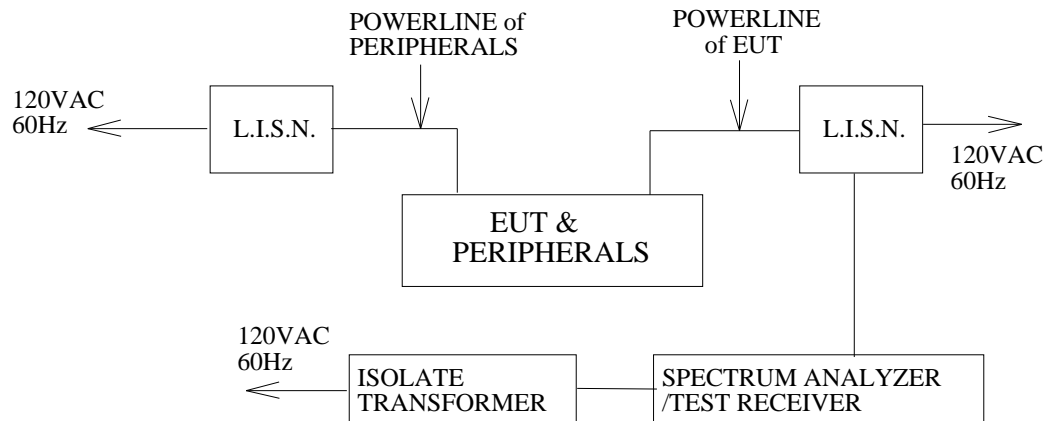 POWERLINE of
PERIPHERALS
POWERLINE
of EUT
120VAC
60Hz
L.I.S.N.
L.I.S.N.
120VAC
60Hz
EUT &
PERIPHERALS
120VAC
60Hz
ISOLATE
TRANSFORMER
SPECTRUM ANALYZER
/TEST RECEIVER